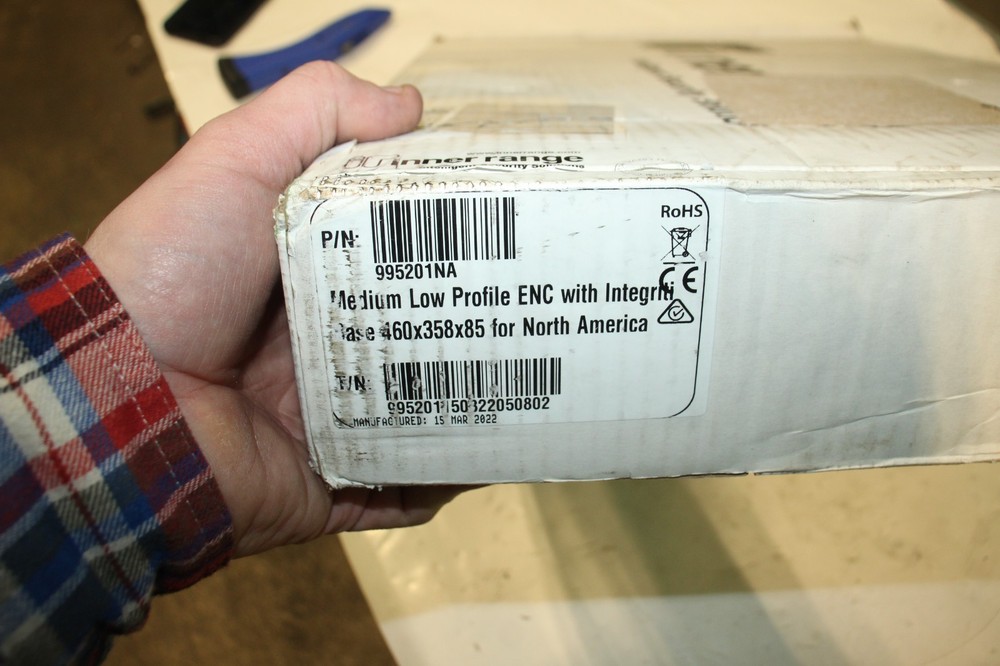 inner range
P/N:
995201NA
Medium Low Profile ENC with Integriti
Base 460x358x85 for North America
RoHS
CE
T/N:
995201150322050802
MANUFACTURED: 15 MAR 2022